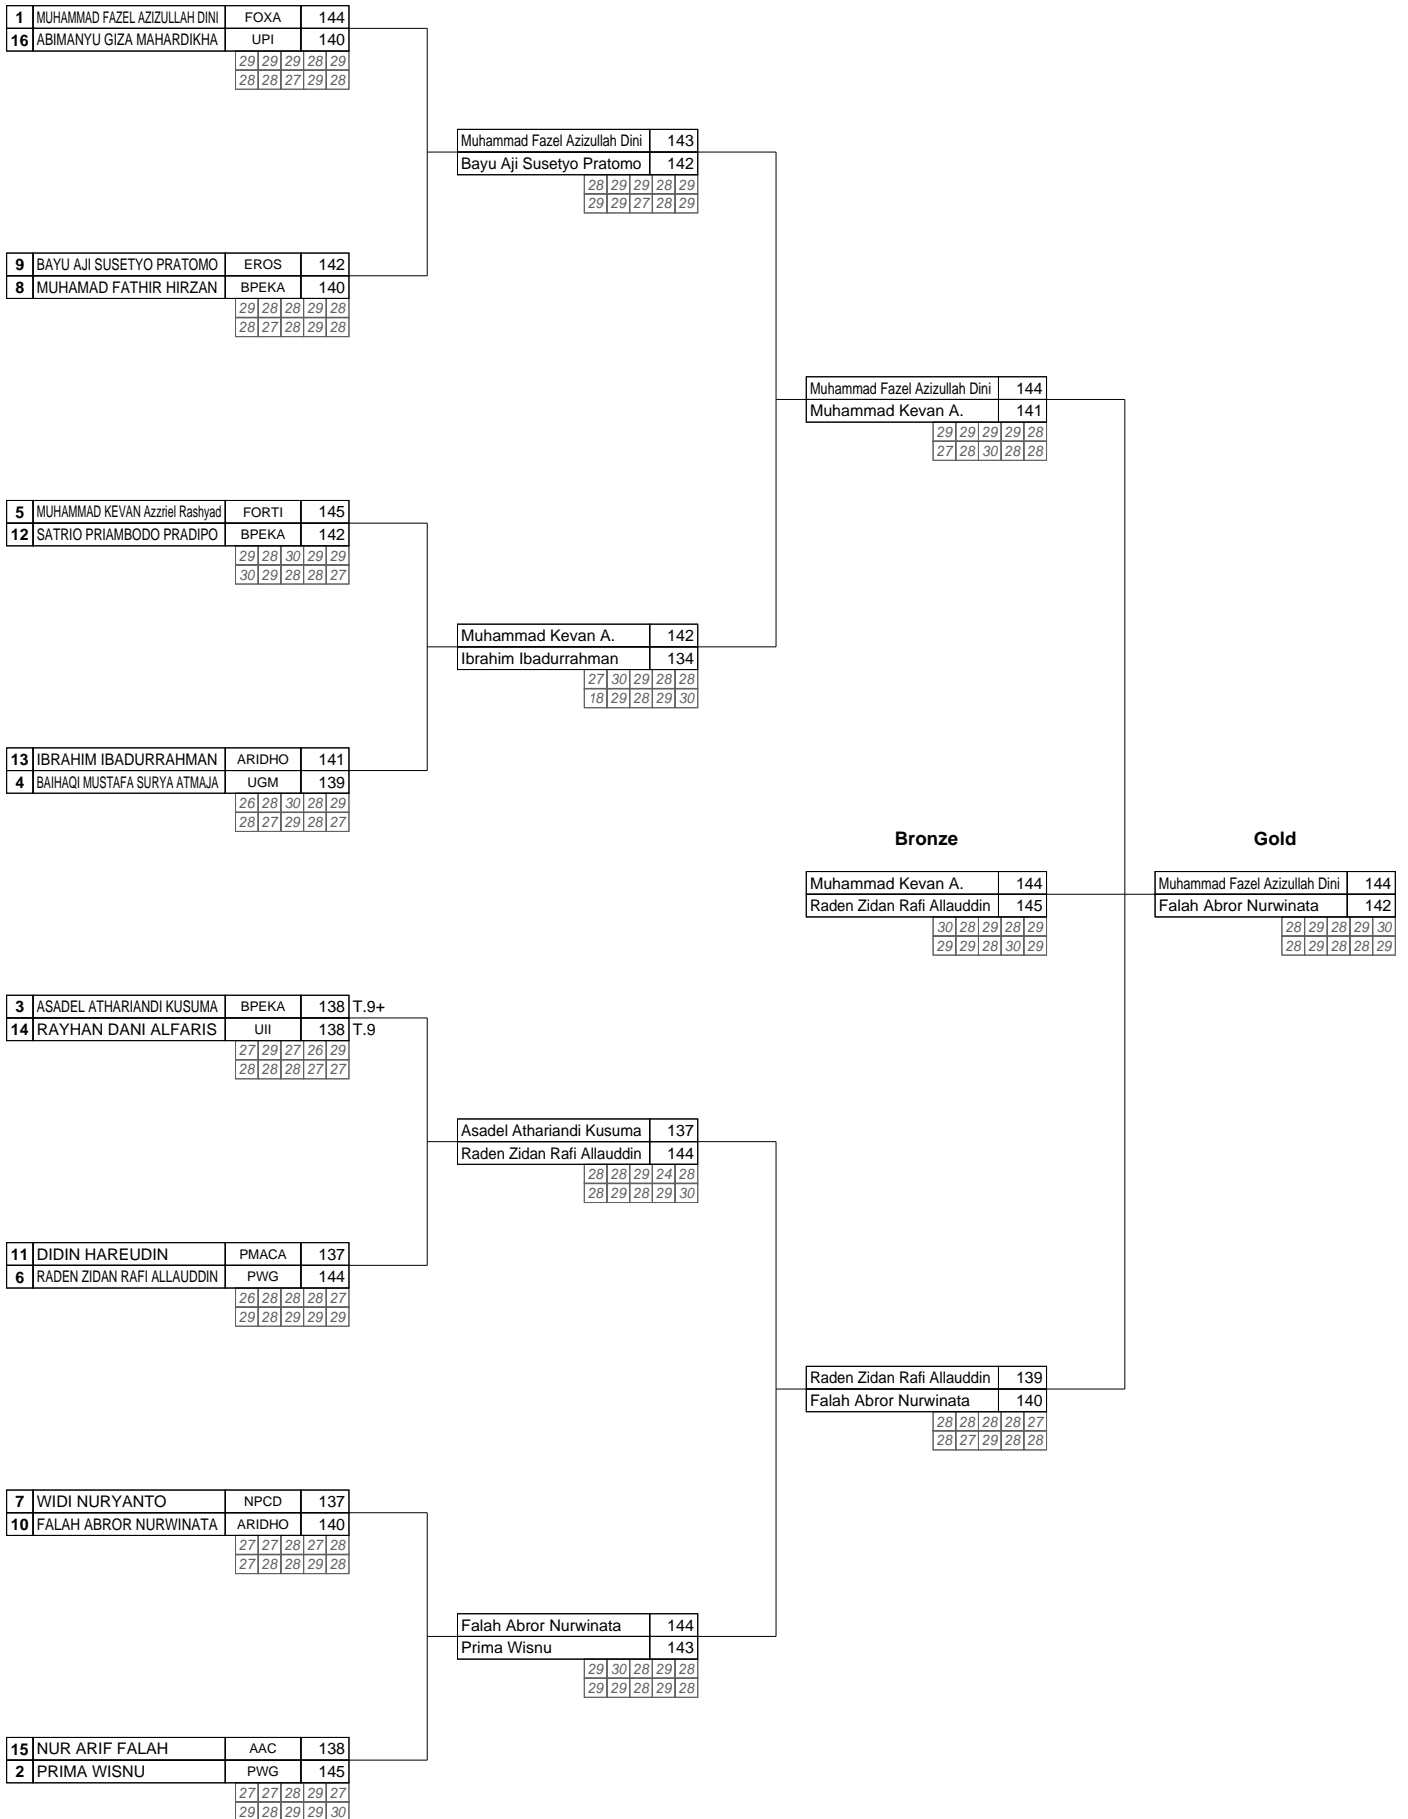 1 MUHAMMAD FAZEL AZIZULLAH DINI FOXA 144
16 ABIMANYU GIZA MAHARDIKHA UPI 140
29 29 29 28 29
28 28 27 29 28
Muhammad Fazel Azizullah Dini 143
Bayu Aji Susetyo Pratomo 142
28 29 29 28 29
29 29 27 28 29
9 BAYU AJI SUSETYO PRATOMO EROS 142
8 MUHAMAD FATHIR HIRZAN BPEKA 140
29 28 28 29 28
28 27 28 29 28
Muhammad Fazel Azizullah Dini 144
Muhammad Kevan A. 141
29 29 29 29 28
27 28 30 28 28
5 MUHAMMAD KEVAN Azzriel Rashyad FORTI 145
12 SATRIO PRIAMBODO PRADIPO BPEKA 142
29 28 30 29 29
30 29 28 28 27
Muhammad Kevan A. 142
Ibrahim Ibadurrahman 134
27 30 29 28 28
18 29 28 29 30
13 IBRAHIM IBADURRAHMAN ARIDHO 141
4 BAIHAQI MUSTAFA SURYA ATMAJA UGM 139
26 28 30 28 29
28 27 29 28 27
Bronze Gold
Muhammad Kevan A. 144 Muhammad Fazel Azizullah Dini 144
Raden Zidan Rafi Allauddin 145 Falah Abror Nurwinata 142
30 28 29 28 29 28 29 28 29 30
29 29 28 30 29 28 29 28 28 29
3 ASADEL ATHARIANDI KUSUMA BPEKA 138 T.9+
14 RAYHAN DANI ALFARIS UII 138 T.9
27 29 27 26 29
28 28 28 27 27
Asadel Athariandi Kusuma 137
Raden Zidan Rafi Allauddin 144
28 28 29 24 28
28 29 28 29 30
11 DIDIN HAREUDIN PMACA 137
6 RADEN ZIDAN RAFI ALLAUDDIN PWG 144
26 28 28 28 27
29 28 29 29 29
Raden Zidan Rafi Allauddin 139
Falah Abror Nurwinata 140
28 28 28 28 27
28 27 29 28 28
7 WIDI NURYANTO NPCD 137
10 FALAH ABROR NURWINATA ARIDHO 140
27 27 28 27 28
27 28 28 29 28
Falah Abror Nurwinata 144
Prima Wisnu 143
29 30 28 29 28
29 29 28 29 28
15 NUR ARIF FALAH AAC 138
2 PRIMA WISNU PWG 145
27 27 28 29 27
29 28 29 29 30